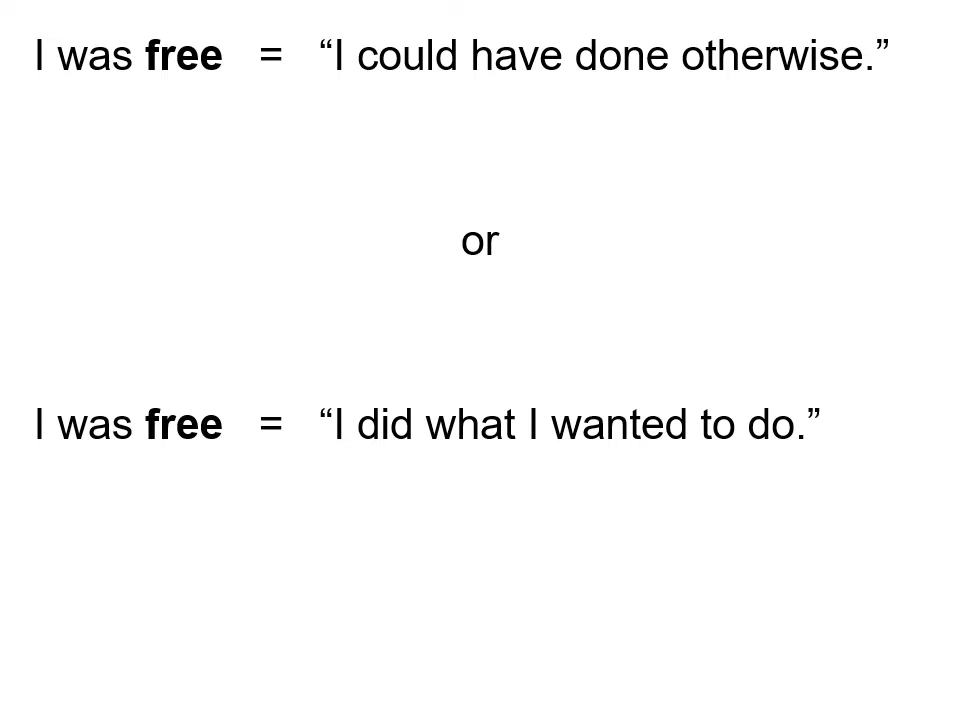 I was free = “I could have done otherwise.”
or
I was free = “I did what I wanted to do.”